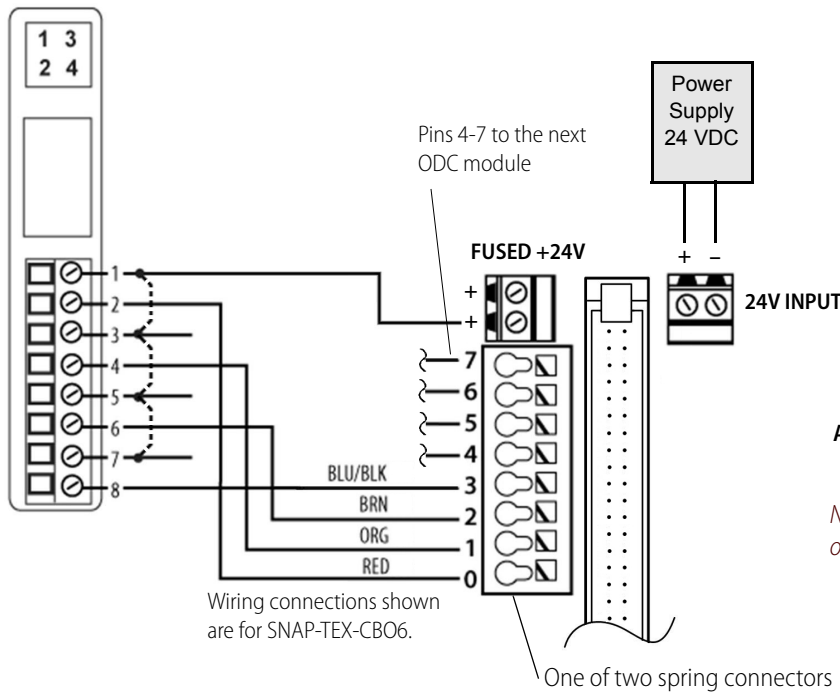 1 3
2 4
Power
Supply
24 VDC
Pins 4-7 to the next
ODC module
FUSED +24V
+ –
24V INPUT
+
+
1
2
3
4
5
6
7
8
7
6
5
4
3
2
1
0
BLU/BLK
BRN
ORG
RED
A
N
o
Wiring connections shown
are for SNAP-TEX-CBO6.
One of two spring connectors